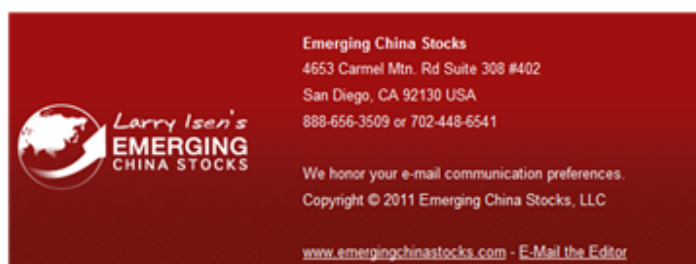 Larry Isen's
EMERGING
CHINA STOCKS
Emerging China Stocks
4653 Carmel Mtn. Rd Suite 308 #402
San Diego, CA 92130 USA
888-656-3509 or 702-448-6541
We honor your e-mail communication preferences.
Copyright © 2011 Emerging China Stocks, LLC
www.emergingchinastocks.com - E-Mail the Editor